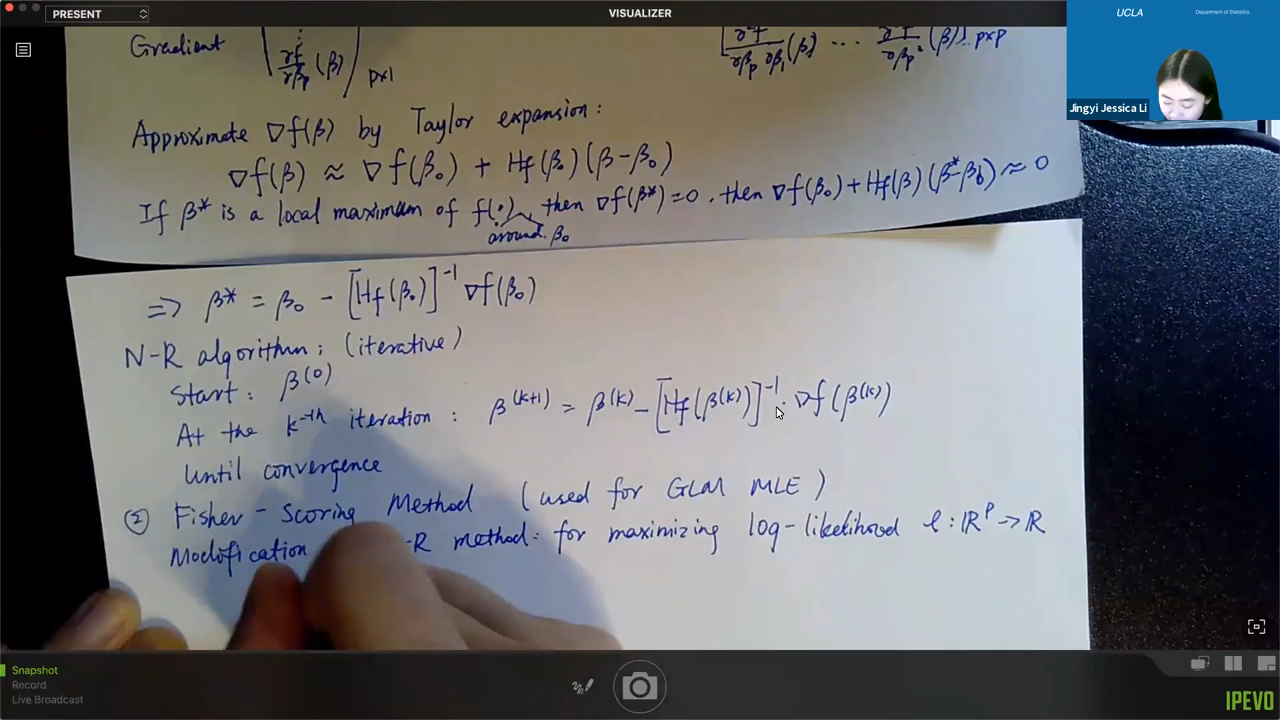 PRESENT
VISUALIZER
UCLA
Department of Statistics
Jingyi Jessica Li
Gradient [ ⋮ ∂f/∂βp (β) ] p×1
[ ∂²f/∂βp ∂β1 (β) ... ∂²f/∂βp² (β) ] p×p
Approximate ∇f(β) by Taylor expansion:
∇f(β) ≈ ∇f(β0) + Hf(β0)(β-β0)
If β* is a local maximum of f(·), then ∇f(β*)=0, then ∇f(β0)+Hf(β)(β*-β0) ≈ 0
around β0
=> β* = β0 - [Hf(β0)]^-1 ∇f(β0)
N-R algorithm: (iterative)
Start: β^(0)
At the k-th iteration: β^(k+1) = β^(k) - [Hf(β^(k))]^-1 · ∇f(β^(k))
Until convergence
② Fisher-Scoring Method (used for GLM MLE)
Modification -R method: for maximizing log-likelihood ℓ: ℝ^p -> ℝ
Snapshot
Record
Live Broadcast
IPEVO